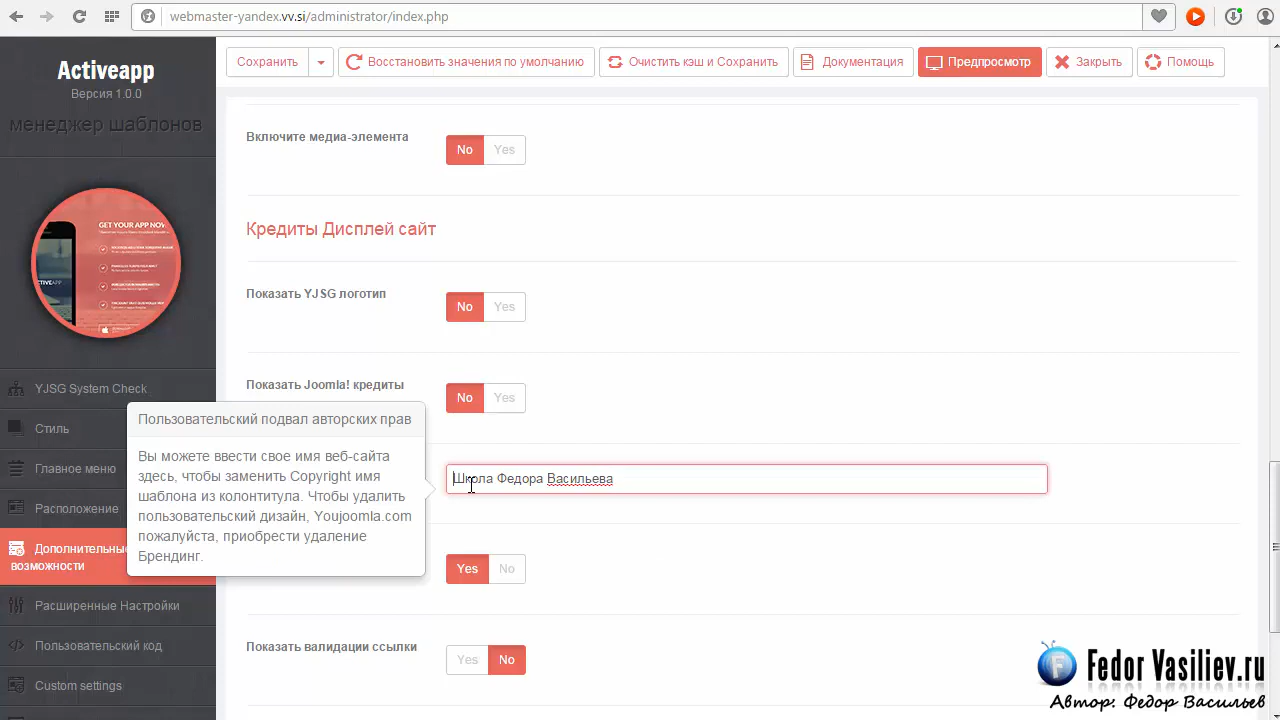 webmaster-yandex.vv.si/administrator/index.php
Activeapp
Версия 1.0.0
менеджер шаблонов
Сохранить
Восстановить значения по умолчанию
Очистить кэш и Сохранить
Документация
Предпросмотр
Закрыть
Помощь
GET YOUR APP NOW
Включите медиа-элемента
No Yes
Кредиты Дисплей сайт
Показать YJSG логотип
No Yes
Показать Joomla! кредиты
No Yes
YJSG System Check
Стиль
Главное меню
Расположение
Дополнительные
возможности
Расширенные Настройки
Пользовательский код
Custom settings
Пользовательский подвал авторских прав
Вы можете ввести свое имя веб-сайта
здесь, чтобы заменить Copyright имя
шаблона из колонтитула. Чтобы удалить
пользовательский дизайн, Youjoomla.com
пожалуйста, приобрести удаление
Брендинг.
Школа Федора Васильева
Yes No
Показать валидации ссылки
Yes No
Fedor Vasiliev.ru
Автор: Федор Васильев